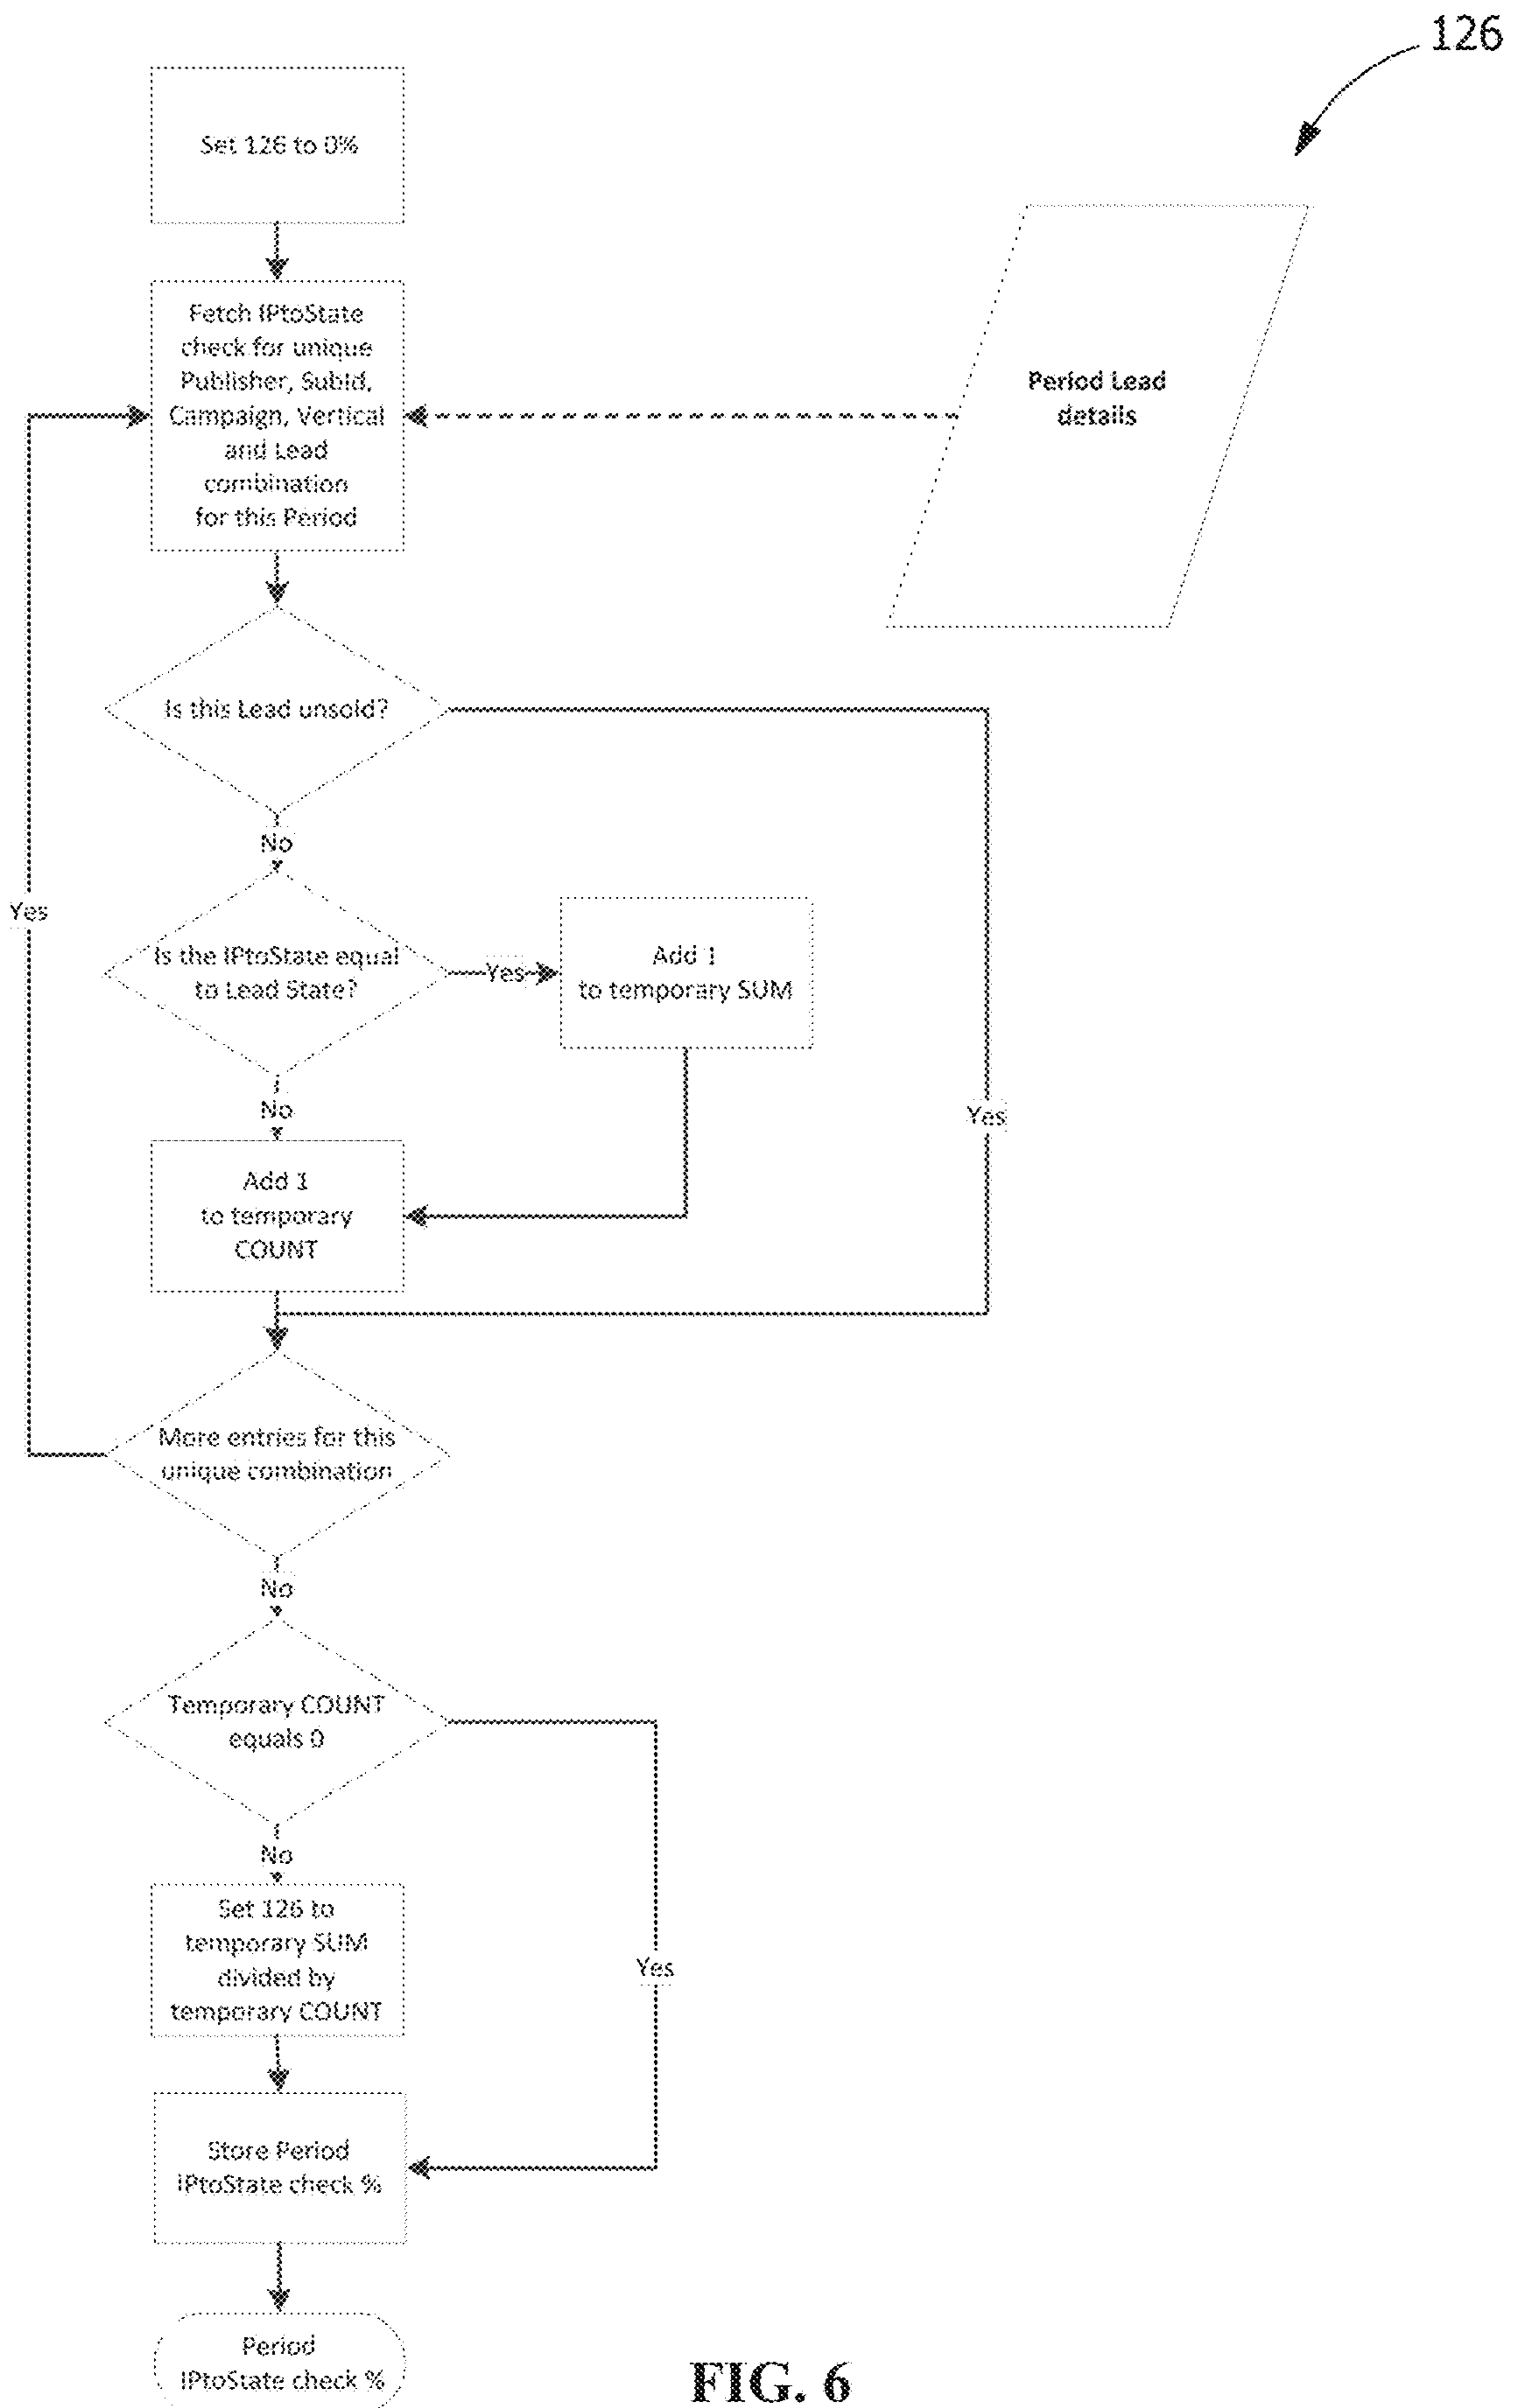 126
Set 126 to 0%
Fetch IPtoState
check for unique
Publisher, SubId,
Campaign, Vertical
and Lead
combination
for this Period
Period Lead
details
Is this Lead unsold?
No
Yes
Is the IPtoState equal
to Lead State?
Yes
Add 1
to temporary SUM
No
Yes
Add 1
to temporary
COUNT
More entries for this
unique combination
No
Temporary COUNT
equals 0
No
Set 126 to
temporary SUM
divided by
temporary COUNT
Yes
Store Period
IPtoState check %
Period
IPtoState check %
FIG. 6